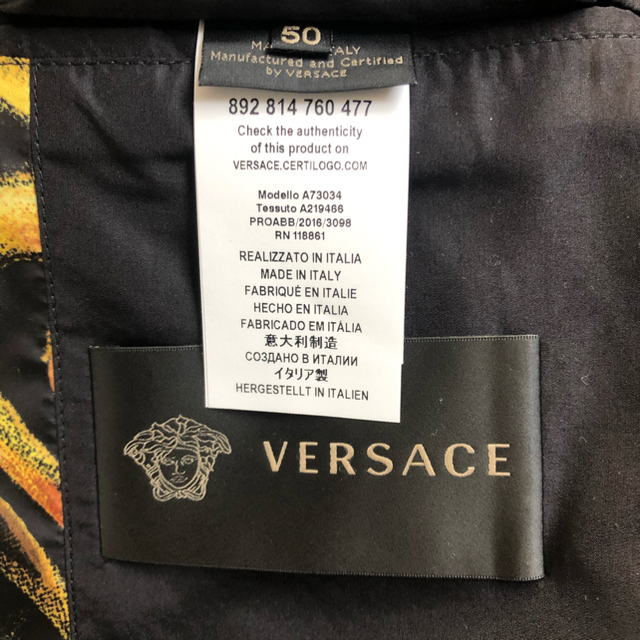 50
MA ITALY
Manufactured and Certified
by VERSACE
892 814 760 477
Check the authenticity
of this product on
VERSACE.CERTILOGO.COM
Modello A73034
Tessuto A219466
PROABB/2016/3098
RN 118861
REALIZZATO IN ITALIA
MADE IN ITALY
FABRIQUÉ EN ITALIE
HECHO EN ITALIA
FABRICADO EM ITÁLIA
意大利制造
СОЗДАНО В ИТАЛИИ
イタリア製
HERGESTELLT IN ITALIEN
VERSACE